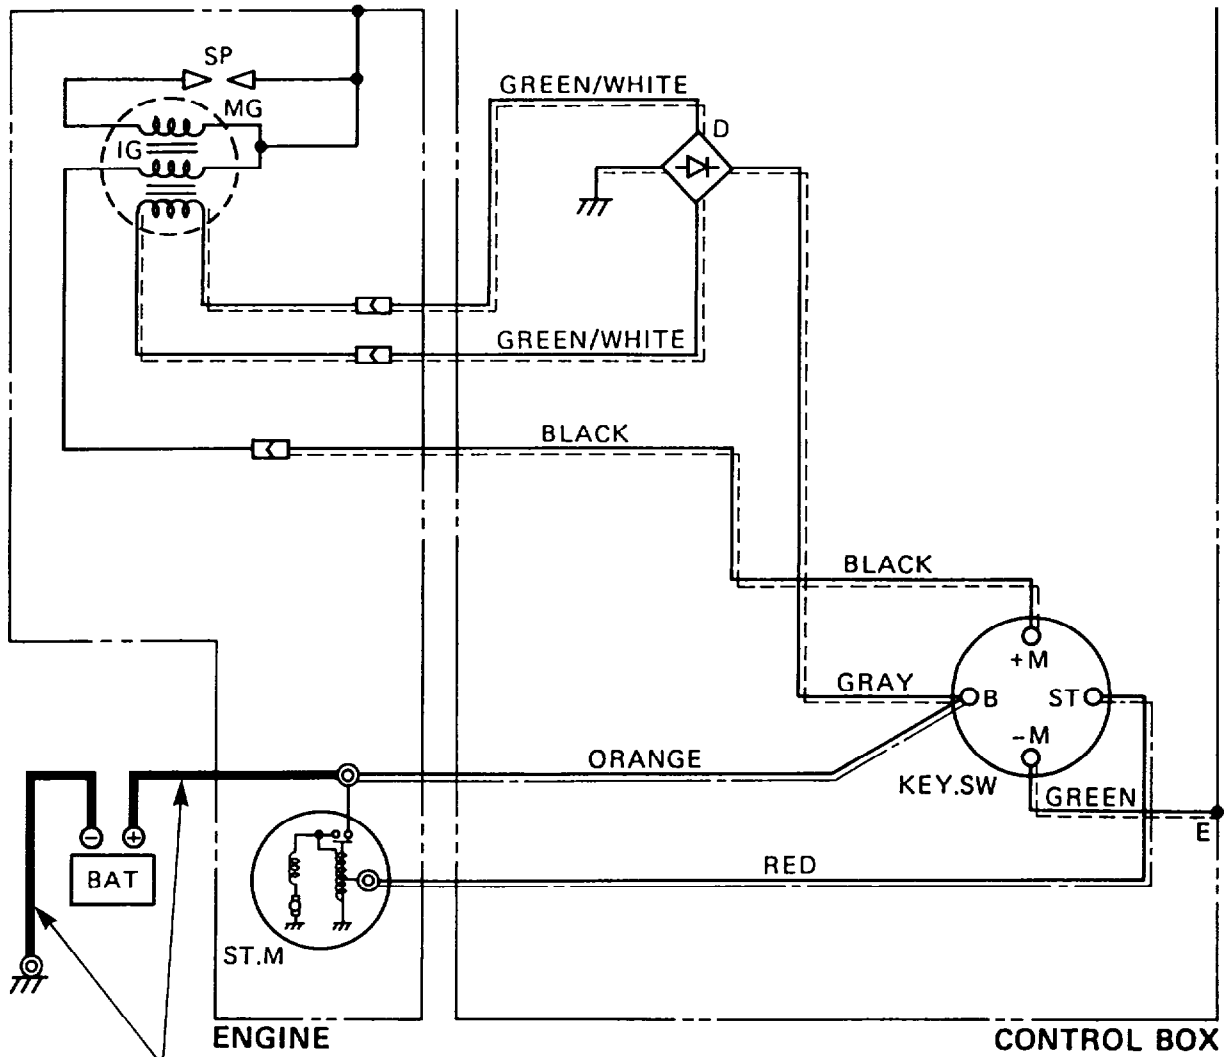 SP
GREEN/WHITE
MG
D
IG
GREEN/WHITE
BLACK
BLACK
+M
GRAY
B
ST
-M
ORANGE
KEY.SW
GREEN
E
- +
BAT
RED
ST.M
ENGINE
CONTROL BOX